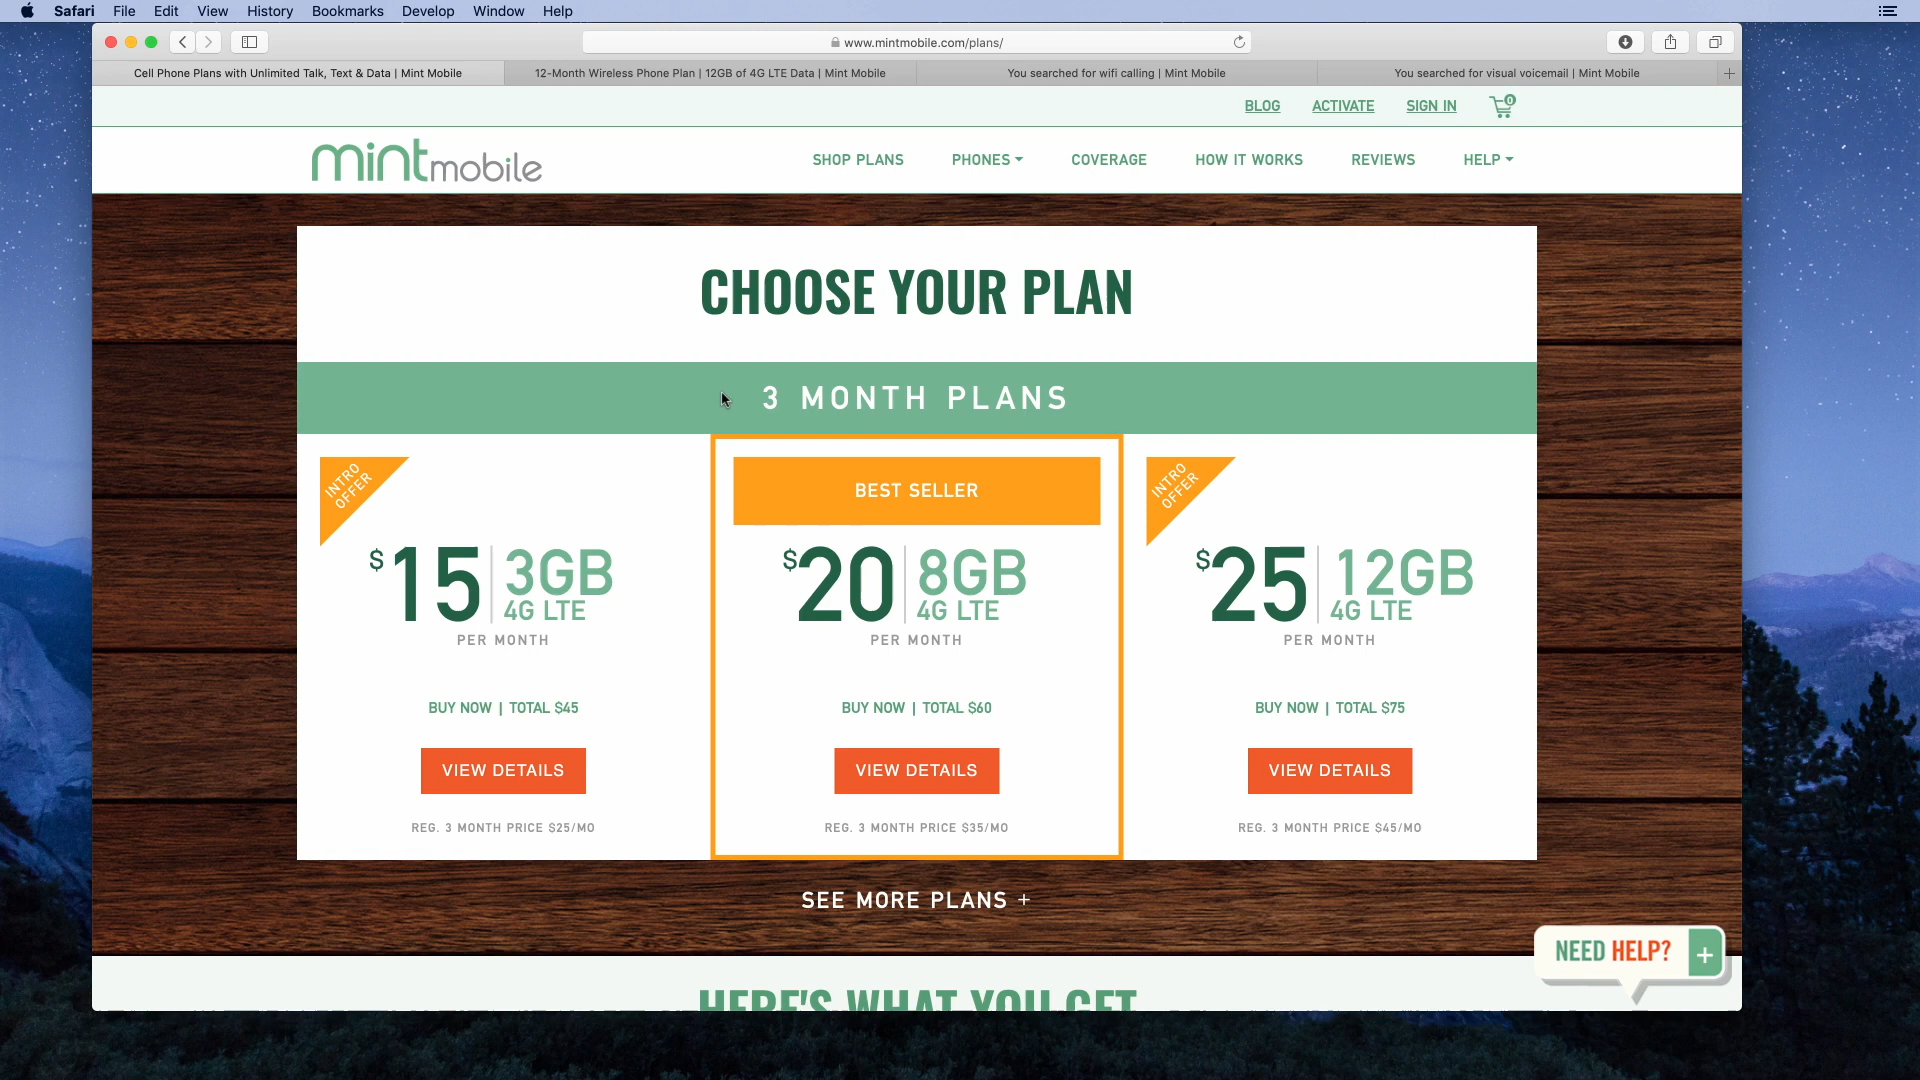 Safari File Edit View History Bookmarks Develop Window Help
www.mintmobile.com/plans/
Cell Phone Plans with Unlimited Talk, Text & Data | Mint Mobile
12-Month Wireless Phone Plan | 12GB of 4G LTE Data | Mint Mobile
You searched for wifi calling | Mint Mobile
You searched for visual voicemail | Mint Mobile
BLOG ACTIVATE SIGN IN 0
mintmobile
SHOP PLANS PHONES COVERAGE HOW IT WORKS REVIEWS HELP
CHOOSE YOUR PLAN
3 MONTH PLANS
INTRO
OFFER
$15 3GB
4G LTE
PER MONTH
BUY NOW | TOTAL $45
VIEW DETAILS
REG. 3 MONTH PRICE $25/MO
BEST SELLER
$20 8GB
4G LTE
PER MONTH
BUY NOW | TOTAL $60
VIEW DETAILS
REG. 3 MONTH PRICE $35/MO
INTRO
OFFER
$25 12GB
4G LTE
PER MONTH
BUY NOW | TOTAL $75
VIEW DETAILS
REG. 3 MONTH PRICE $45/MO
SEE MORE PLANS +
NEED HELP? +
HERE'S WHAT YOU GET